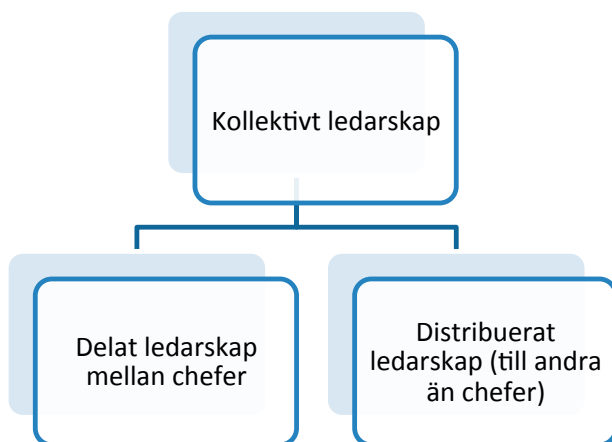 Kollektivt ledarskap
Delat ledarskap
mellan chefer
Distribuerat
ledarskap (till andra
än chefer)